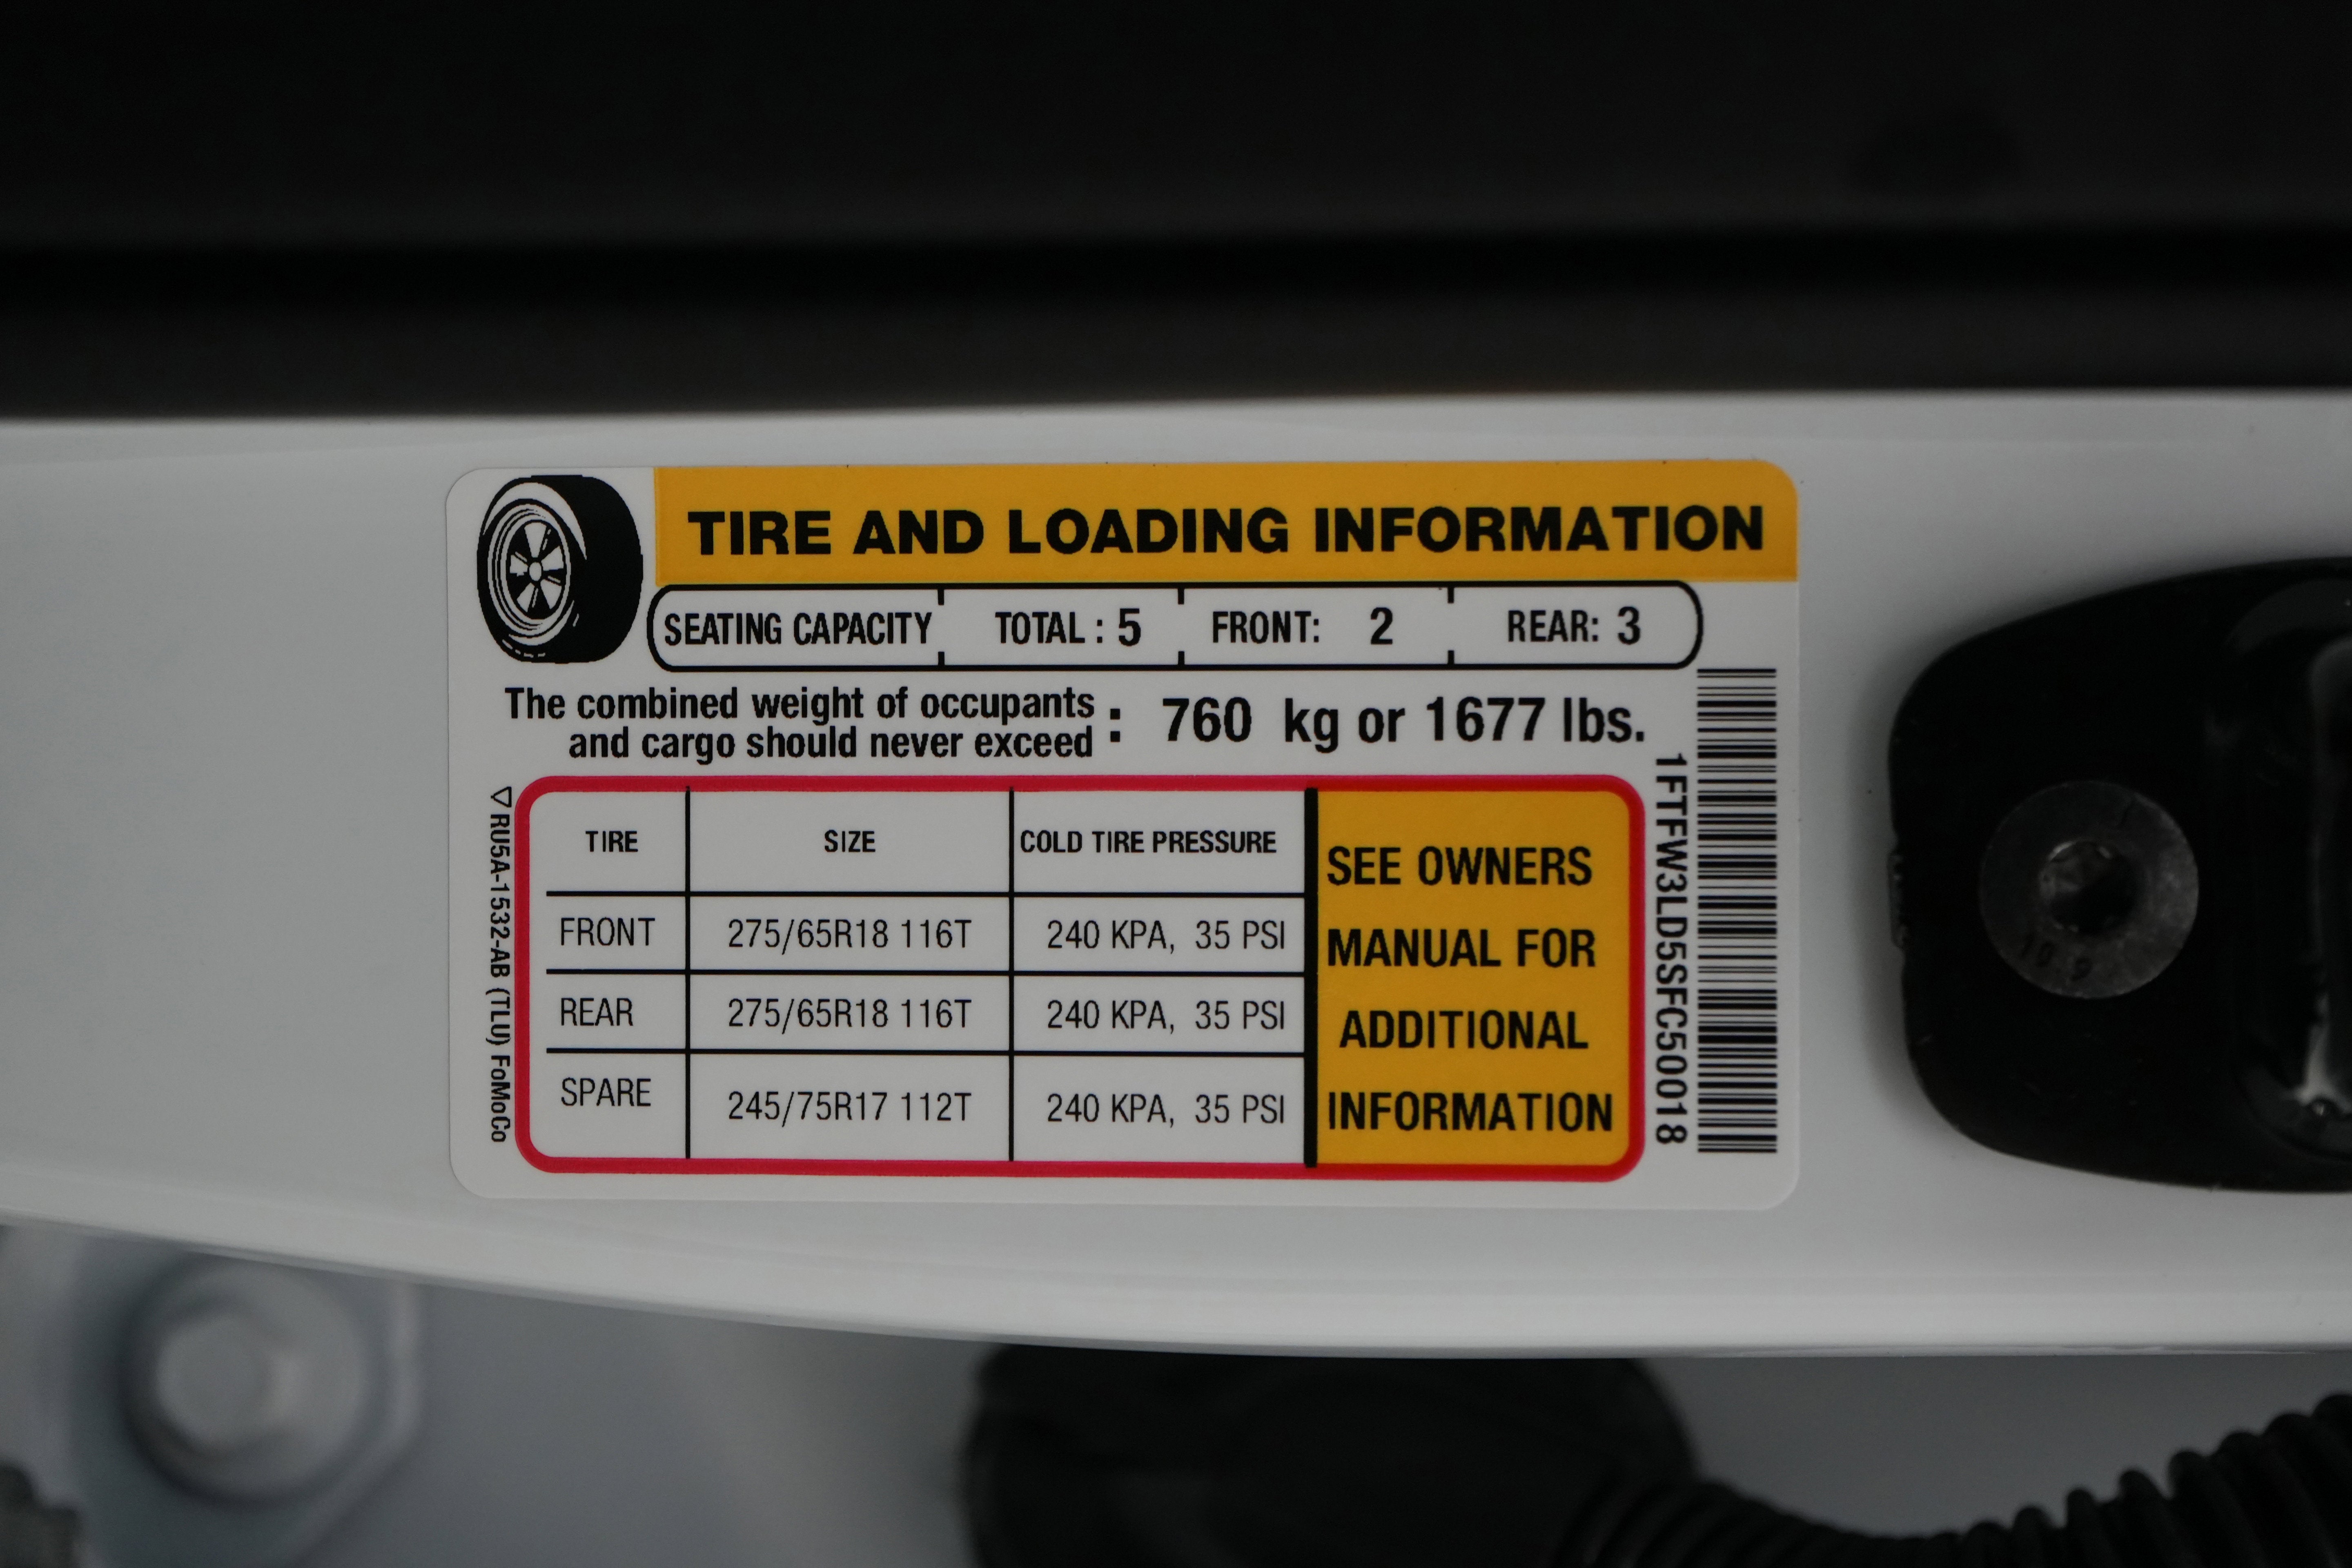 TIRE AND LOADING INFORMATION
SEATING CAPACITY TOTAL : 5 FRONT: 2 REAR: 3
The combined weight of occupants
and cargo should never exceed : 760 kg or 1677 lbs.
TIRE SIZE COLD TIRE PRESSURE
FRONT 275/65R18 116T 240 KPA, 35 PSI
REAR 275/65R18 116T 240 KPA, 35 PSI
SPARE 245/75R17 112T 240 KPA, 35 PSI
SEE OWNERS
MANUAL FOR
ADDITIONAL
INFORMATION
RU5A-1532-AB (TLU) FoMoCo
1FTFW3LD5SFC50018
10 9